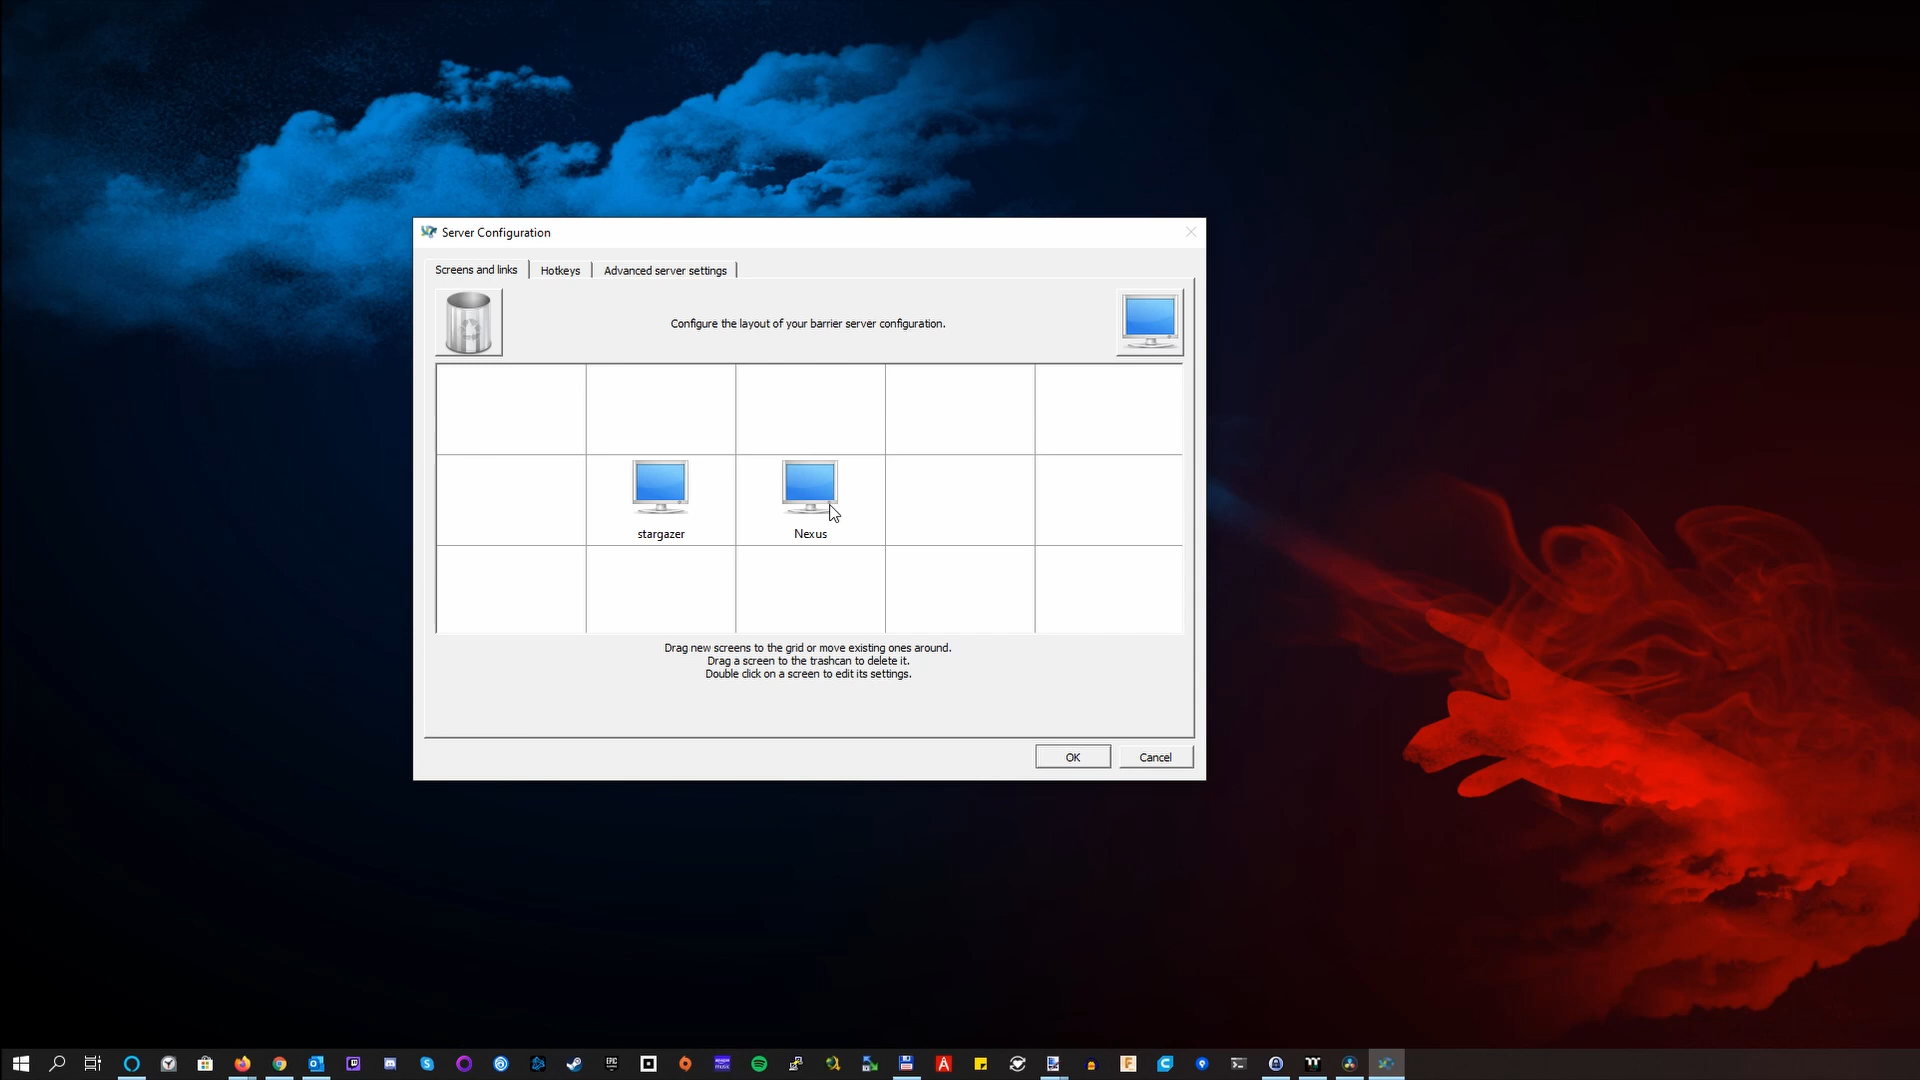 Server Configuration
Screens and links
Hotkeys
Advanced server settings
Configure the layout of your barrier server configuration.
stargazer
Nexus
Drag new screens to the grid or move existing ones around.
Drag a screen to the trashcan to delete it.
Double click on a screen to edit its settings.
OK
Cancel
EPIC